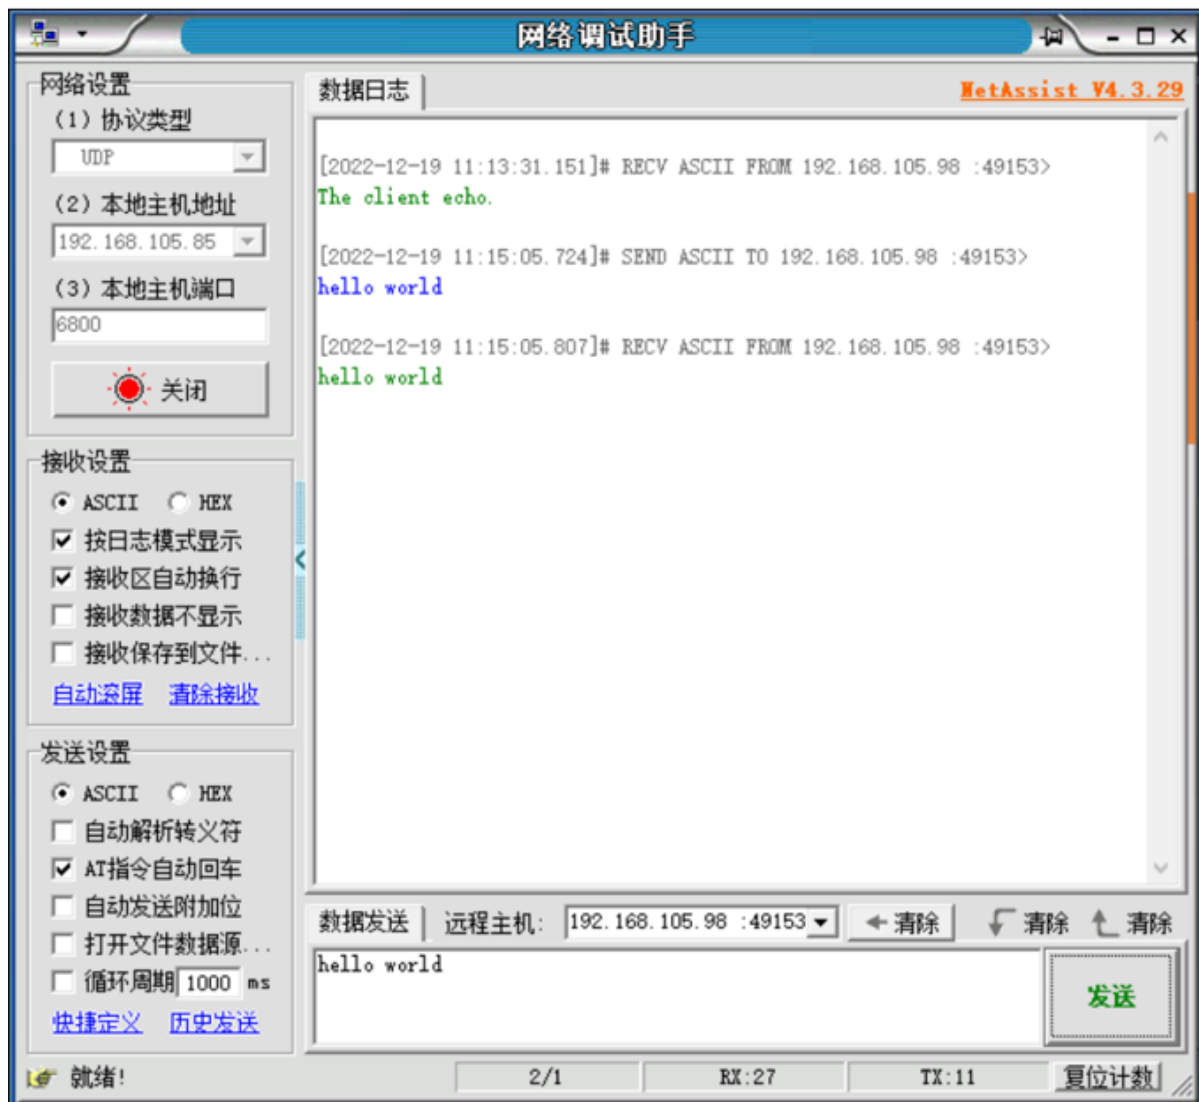 网络调试助手
网络设置
(1) 协议类型
UDP
(2) 本地主机地址
192.168.105.85
(3) 本地主机端口
6800
关闭
接收设置
ASCII HEX
按日志模式显示
接收区自动换行
接收数据不显示
接收保存到文件...
自动滚屏 清除接收
发送设置
ASCII HEX
自动解析转义符
AT指令自动回车
自动发送附加位
打开文件数据源...
循环周期 1000 ms
快捷定义 历史发送
数据日志 NetAssist V4.3.29
[2022-12-19 11:13:31.151]# RECV ASCII FROM 192.168.105.98 :49153>
The client echo.
[2022-12-19 11:15:05.724]# SEND ASCII TO 192.168.105.98 :49153>
hello world
[2022-12-19 11:15:05.807]# RECV ASCII FROM 192.168.105.98 :49153>
hello world
数据发送 远程主机: 192.168.105.98 :49153 清除 清除 清除
hello world
发送
就绪! 2/1 RX:27 TX:11 复位计数